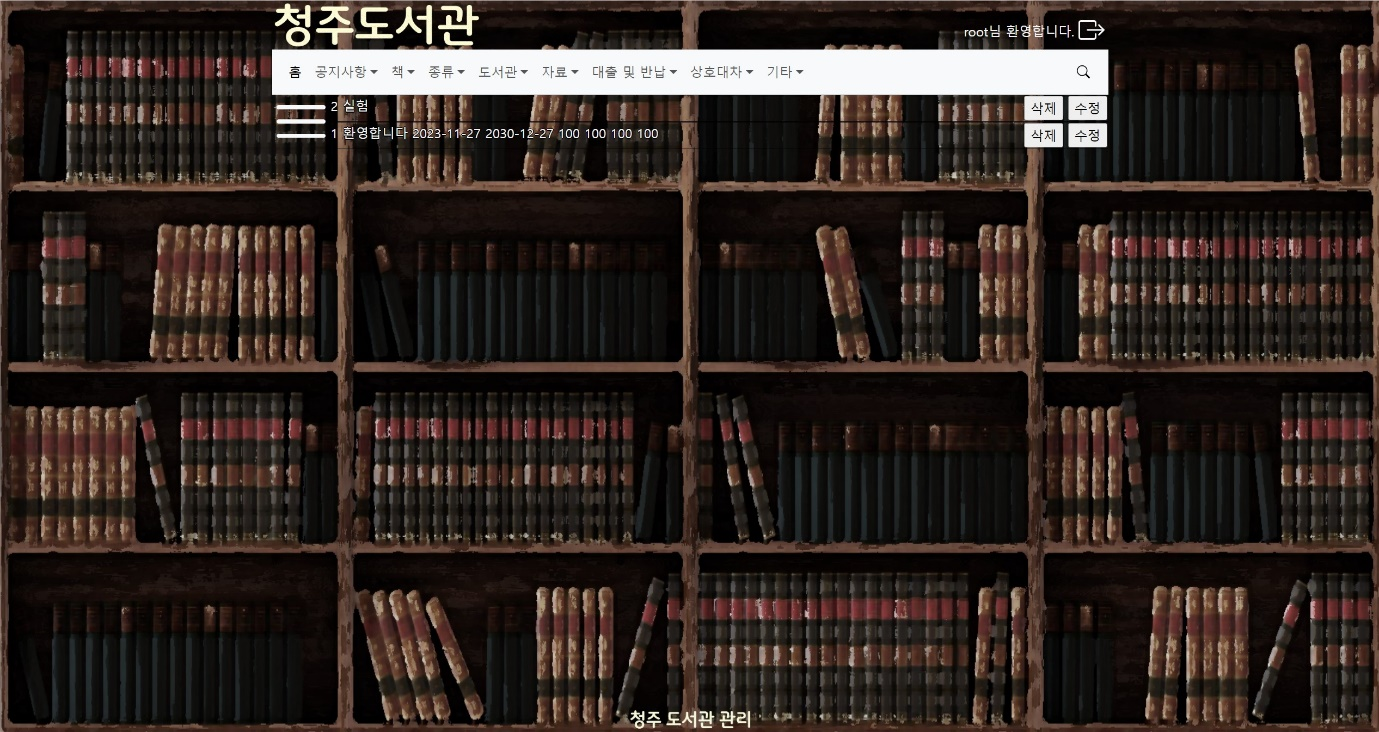 청주도서관
root님 환영합니다.
홈 공지사항 책 종류 도서관 자료 대출 및 반납 상호대차 기타
2 실험 삭제 수정
1 환영합니다 2023-11-27 2030-12-27 100 100 100 100 삭제 수정
청주 도서관 관리